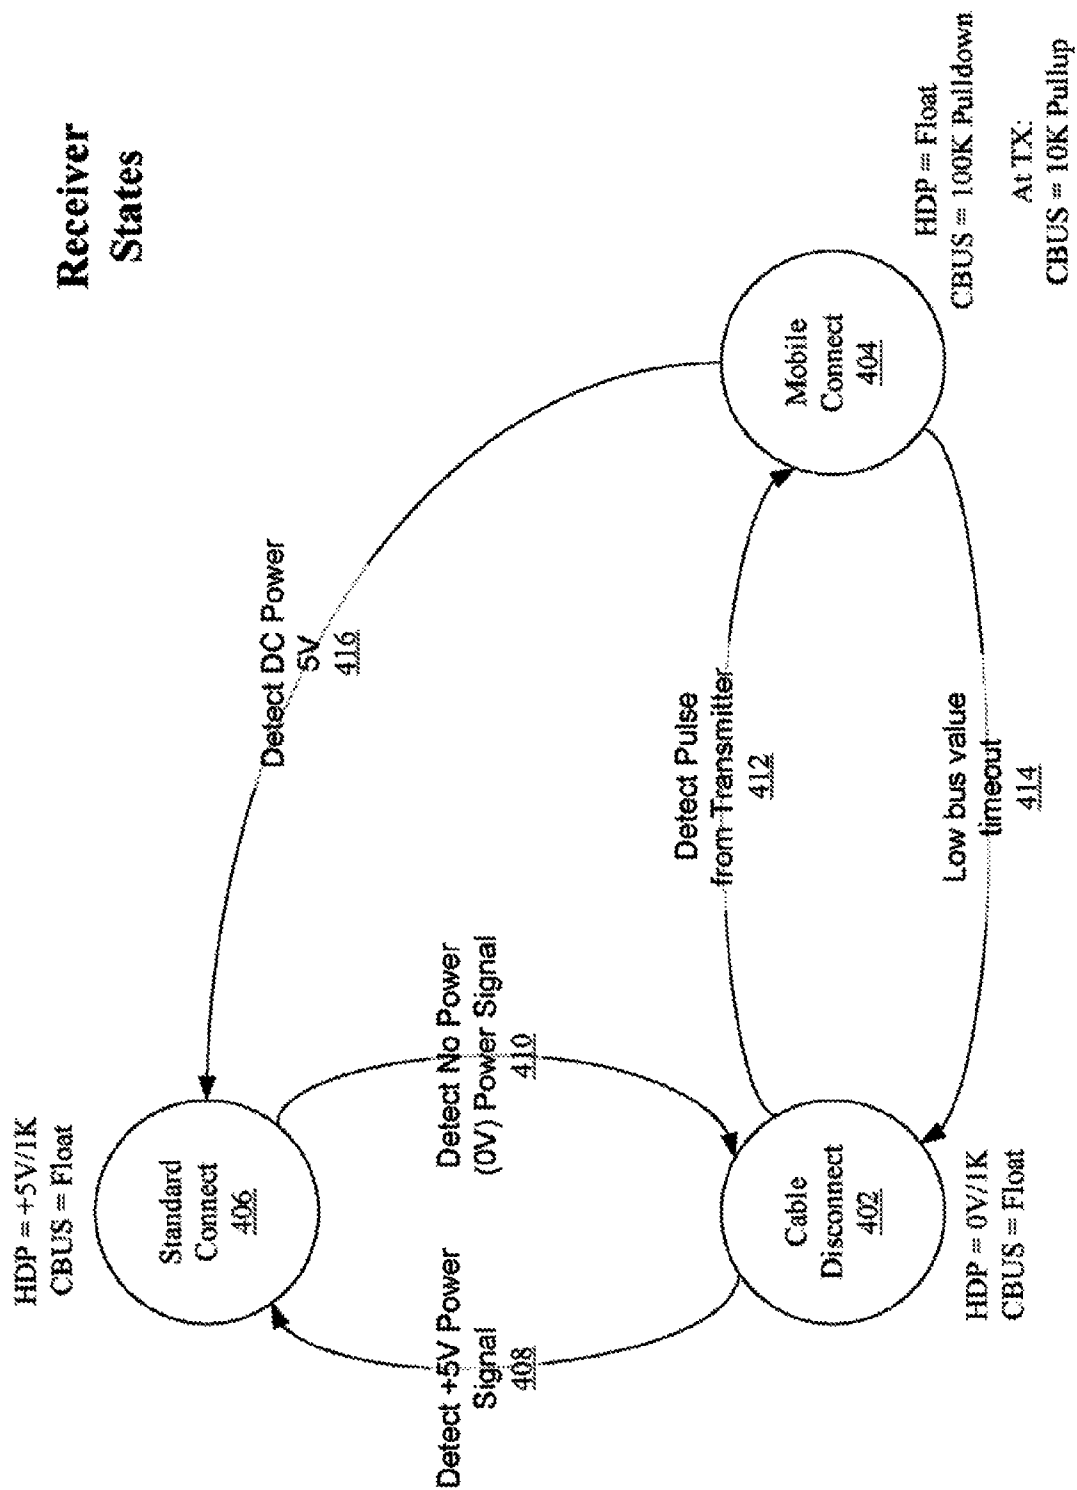 Receiver
States
HDP = +5V/1K
CBUS = Float
Standard
Connect
406
Detect DC Power
5V
416
Detect +5V Power
Signal
408
Detect No Power
(0V) Power Signal
410
Detect Pulse
from Transmitter
412
Cable
Disconnect
402
HDP = 0V/1K
CBUS = Float
Mobile
Connect
404
Low bus value
timeout
414
HDP = Float
CBUS = 100K Pulldown
At TX:
CBUS = 10K Pullup